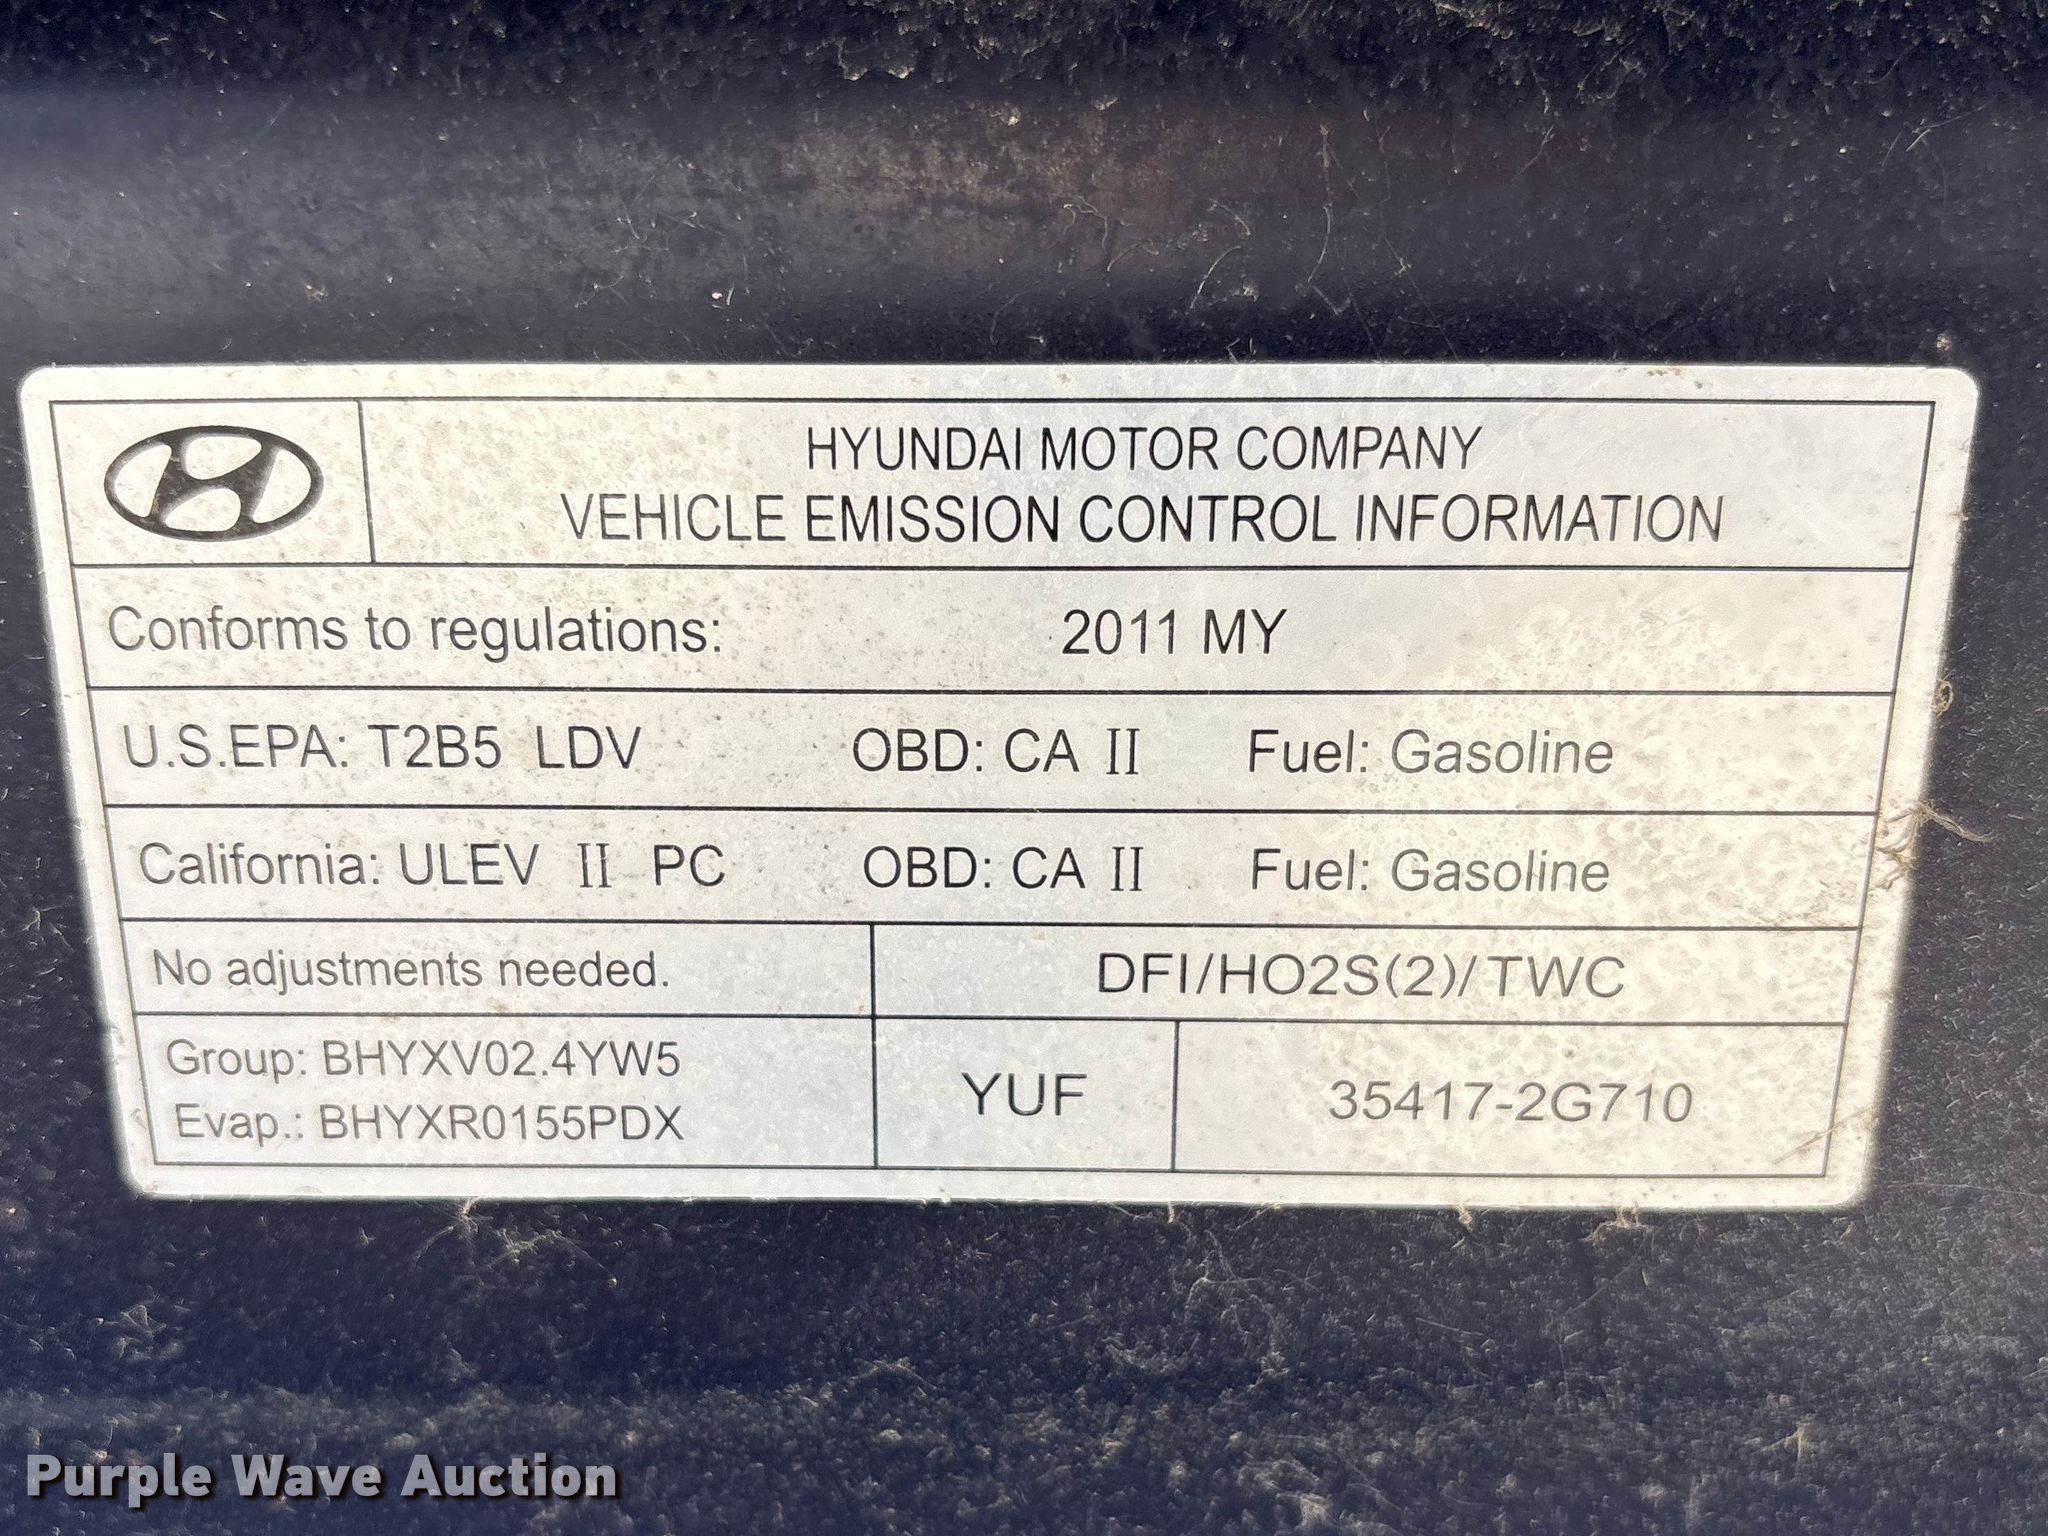 HYUNDAI MOTOR COMPANY
VEHICLE EMISSION CONTROL INFORMATION
Conforms to regulations: 2011 MY
U.S.EPA: T2B5 LDV OBD: CA II Fuel: Gasoline
California: ULEV II PC OBD: CA II Fuel: Gasoline
No adjustments needed. DFI/HO2S(2)/TWC
Group: BHYXV02.4YW5
Evap.: BHYXR0155PDX
YUF
35417-2G710
Purple Wave Auction